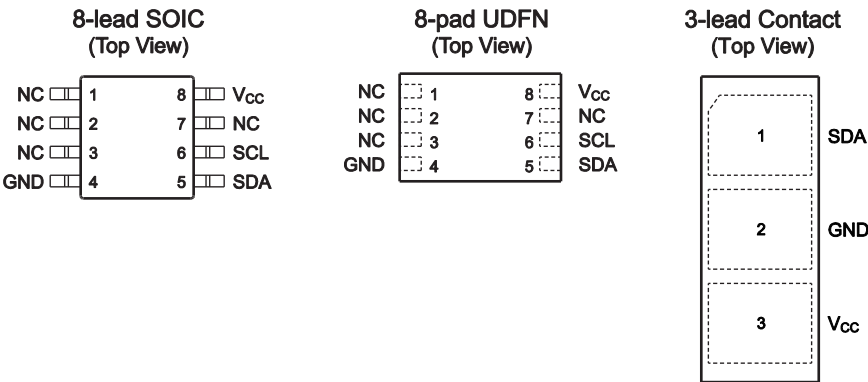 8-lead SOIC
(Top View)
NC 1 8 VCC
NC 2 7 NC
NC 3 6 SCL
GND 4 5 SDA
8-pad UDFN
(Top View)
NC 1 8 VCC
NC 2 7 NC
NC 3 6 SCL
GND 4 5 SDA
3-lead Contact
(Top View)
1 SDA
2 GND
3 VCC